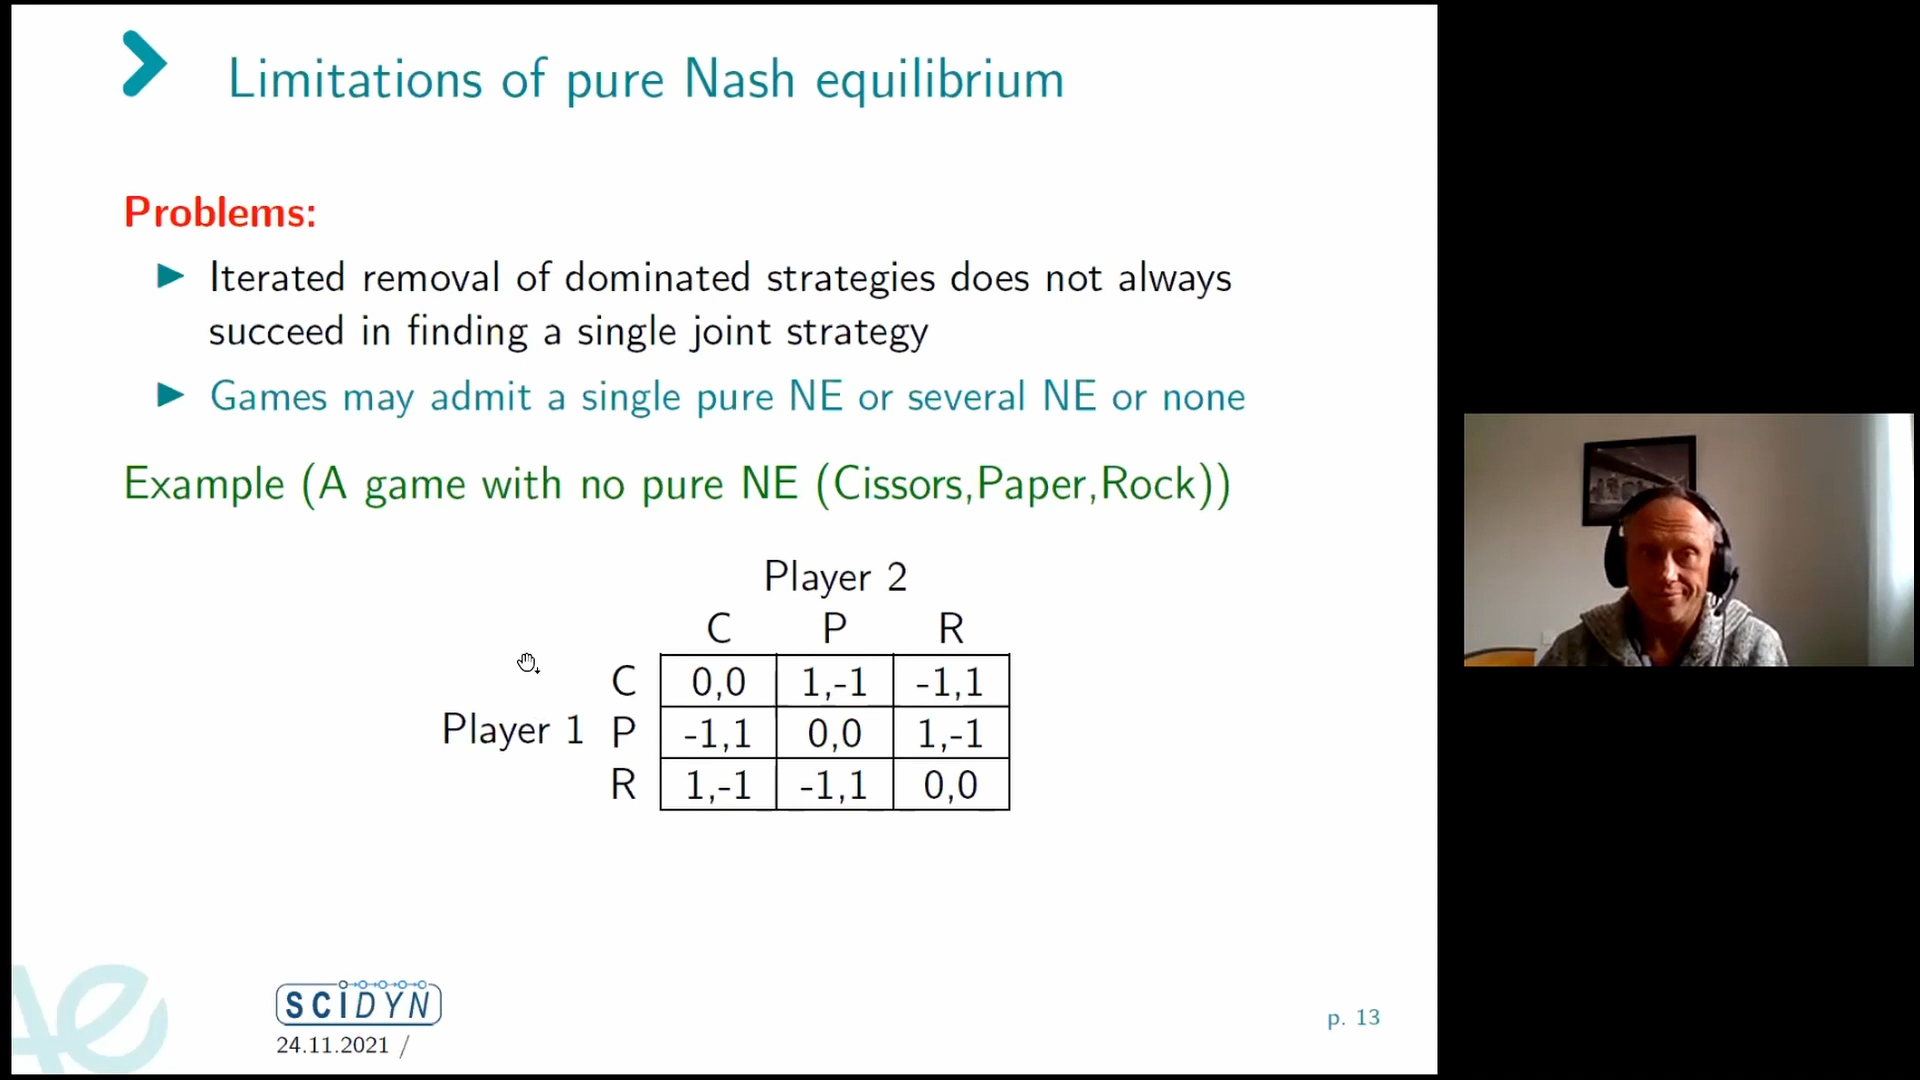 Limitations of pure Nash equilibrium
Problems:
Iterated removal of dominated strategies does not always
succeed in finding a single joint strategy
Games may admit a single pure NE or several NE or none
Example (A game with no pure NE (Cissors,Paper,Rock))
Player 2
C P R
C 0,0 1,-1 -1,1
Player 1 P -1,1 0,0 1,-1
R 1,-1 -1,1 0,0
SCIDYN
24.11.2021 /
p. 13